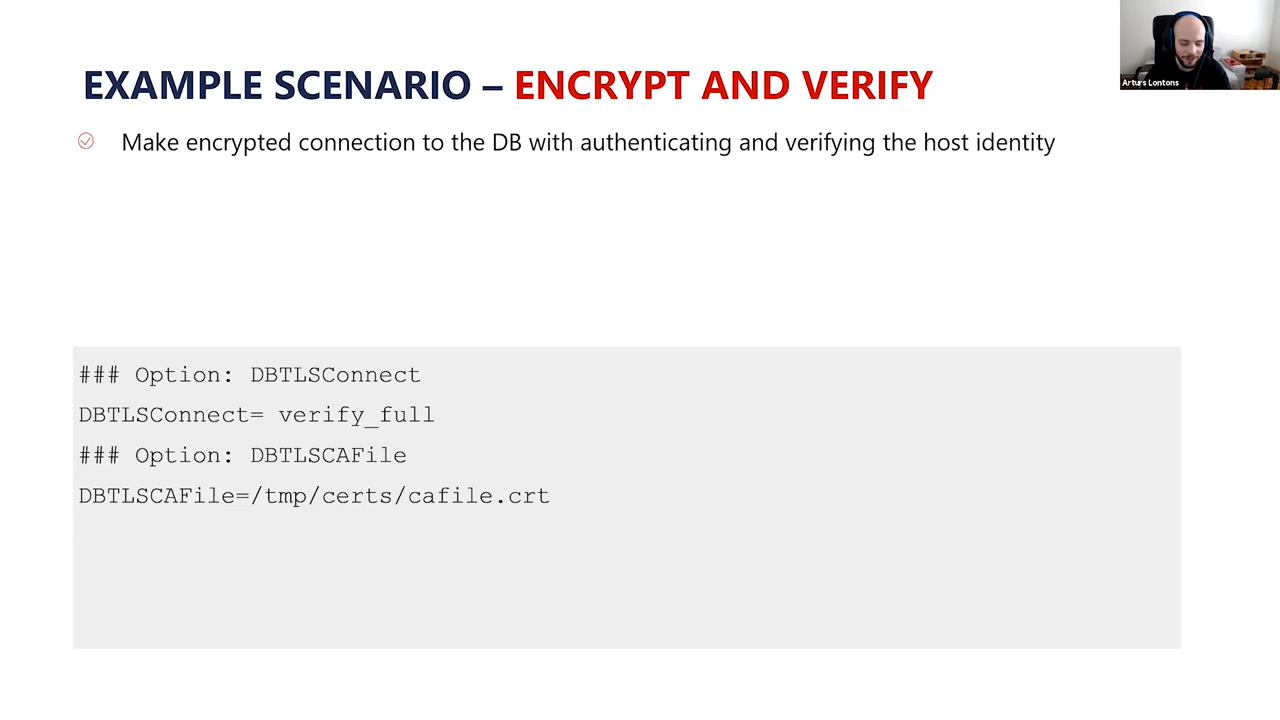 EXAMPLE SCENARIO – ENCRYPT AND VERIFY
Make encrypted connection to the DB with authenticating and verifying the host identity
### Option: DBTLSConnect
DBTLSConnect= verify_full
### Option: DBTLSCAFile
DBTLSCAFile=/tmp/certs/cafile.crt
Arturs Lontons